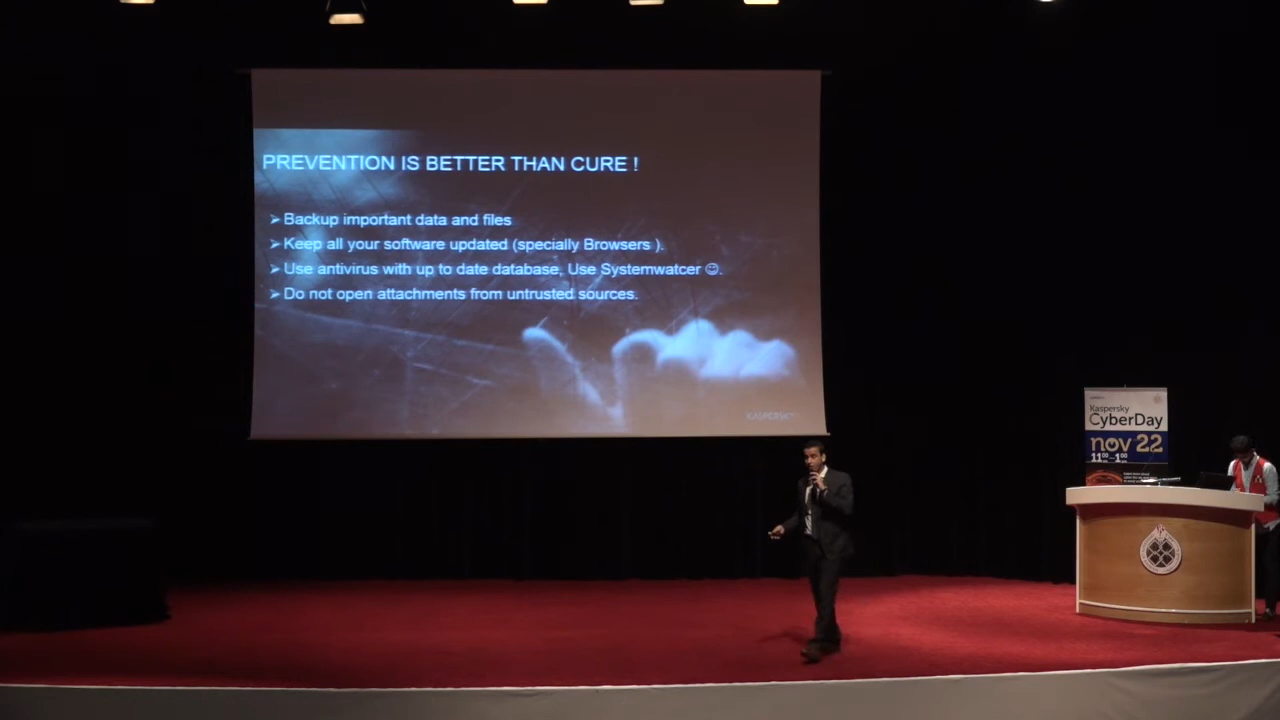 PREVENTION IS BETTER THAN CURE !
➢Backup important data and files
➢Keep all your software updated (specially Browsers ).
➢Use antivirus with up to date database, Use Systemwatcer ☺.
➢Do not open attachments from untrusted sources.
Kaspersky
CyberDay
nov 22